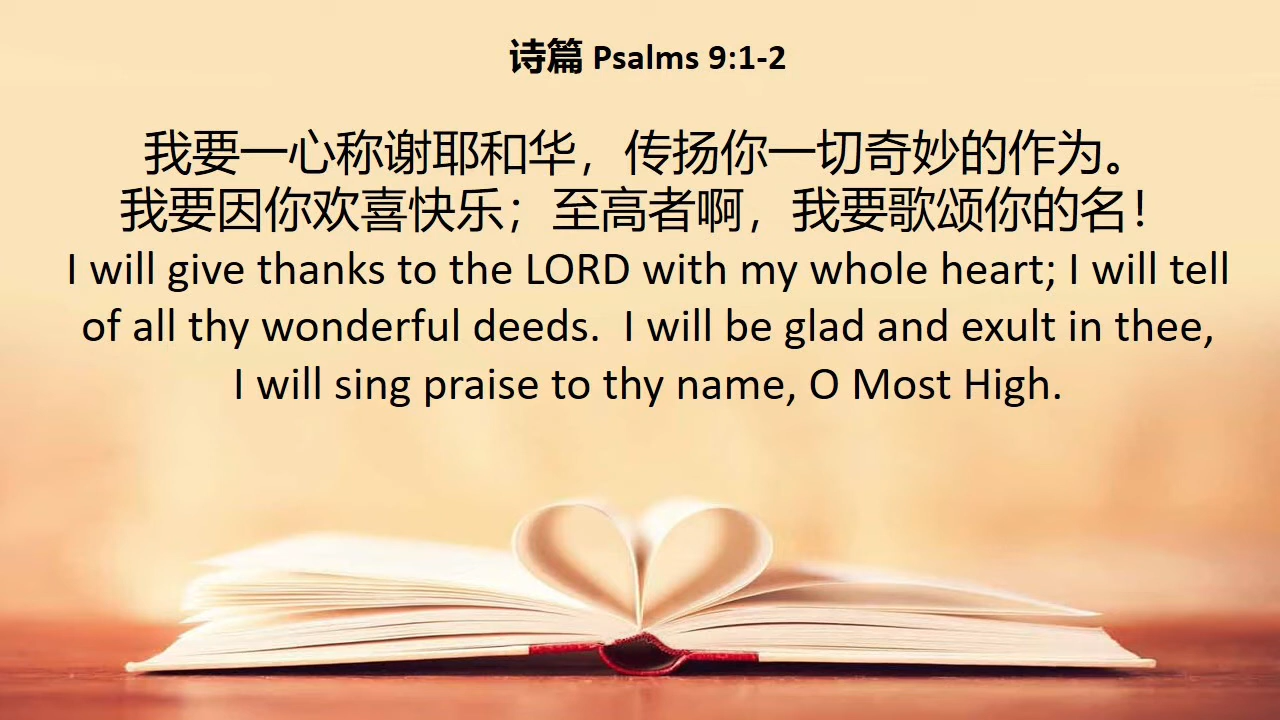 诗篇 Psalms 9:1-2
我要一心称谢耶和华，传扬你一切奇妙的作为。
我要因你欢喜快乐；至高者啊，我要歌颂你的名！
I will give thanks to the LORD with my whole heart; I will tell
of all thy wonderful deeds.  I will be glad and exult in thee,
I will sing praise to thy name, O Most High.